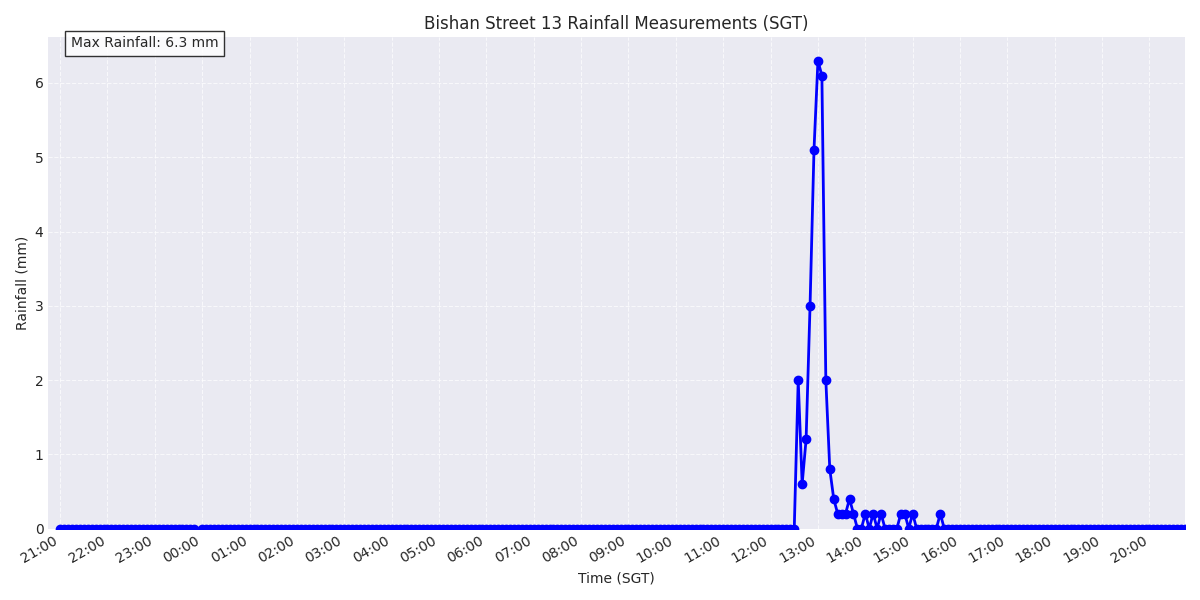 Bishan Street 13 Rainfall Measurements (SGT)
Max Rainfall: 6.3 mm
Rainfall (mm)
6
5
4
3
2
1
0
21:00 22:00 23:00 00:00 01:00 02:00 03:00 04:00 05:00 06:00 07:00 08:00 09:00 10:00 11:00 12:00 13:00 14:00 15:00 16:00 17:00 18:00 19:00 20:00
Time (SGT)